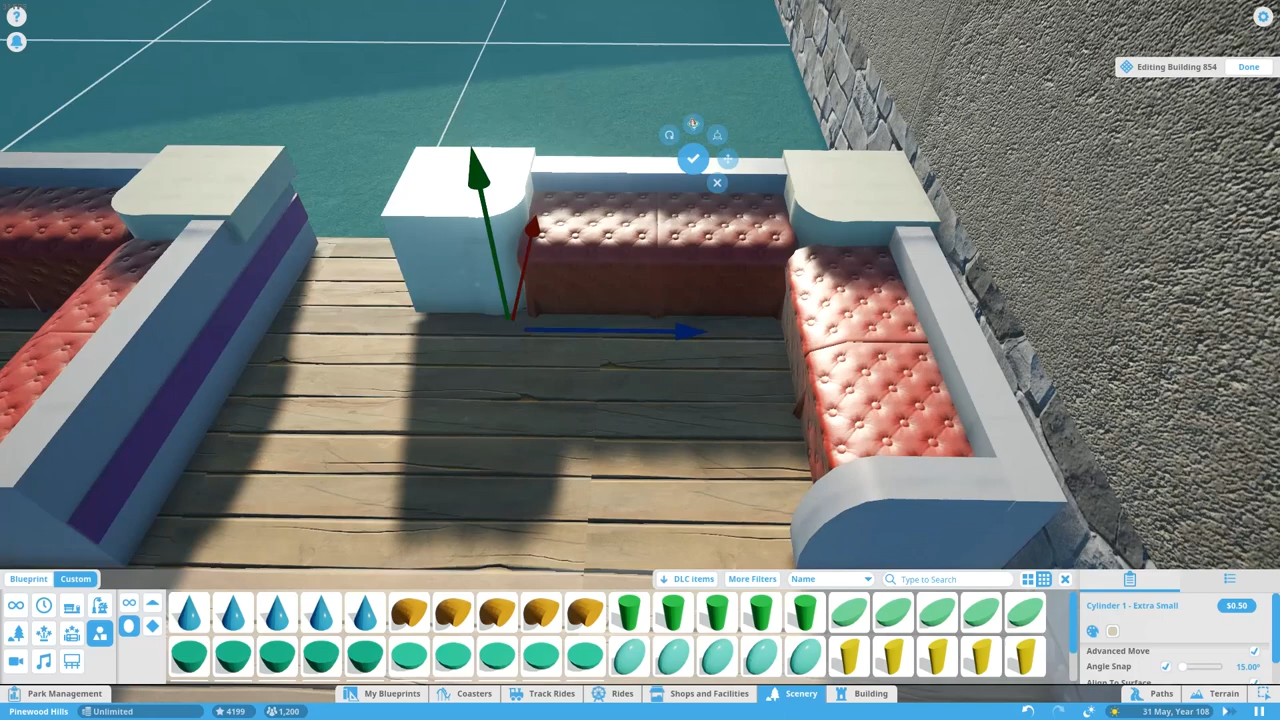 ?
Editing Building 854 Done
Blueprint Custom
DLC items More Filters Name Type to Search
Cylinder 1 - Extra Small $0.50
Advanced Move
Angle Snap 15.00°
Park Management My Blueprints Coasters Track Rides Rides Shops and Facilities Scenery Building Paths Terrain
Pinewood Hills Unlimited 4199 1,200 31 May, Year 108